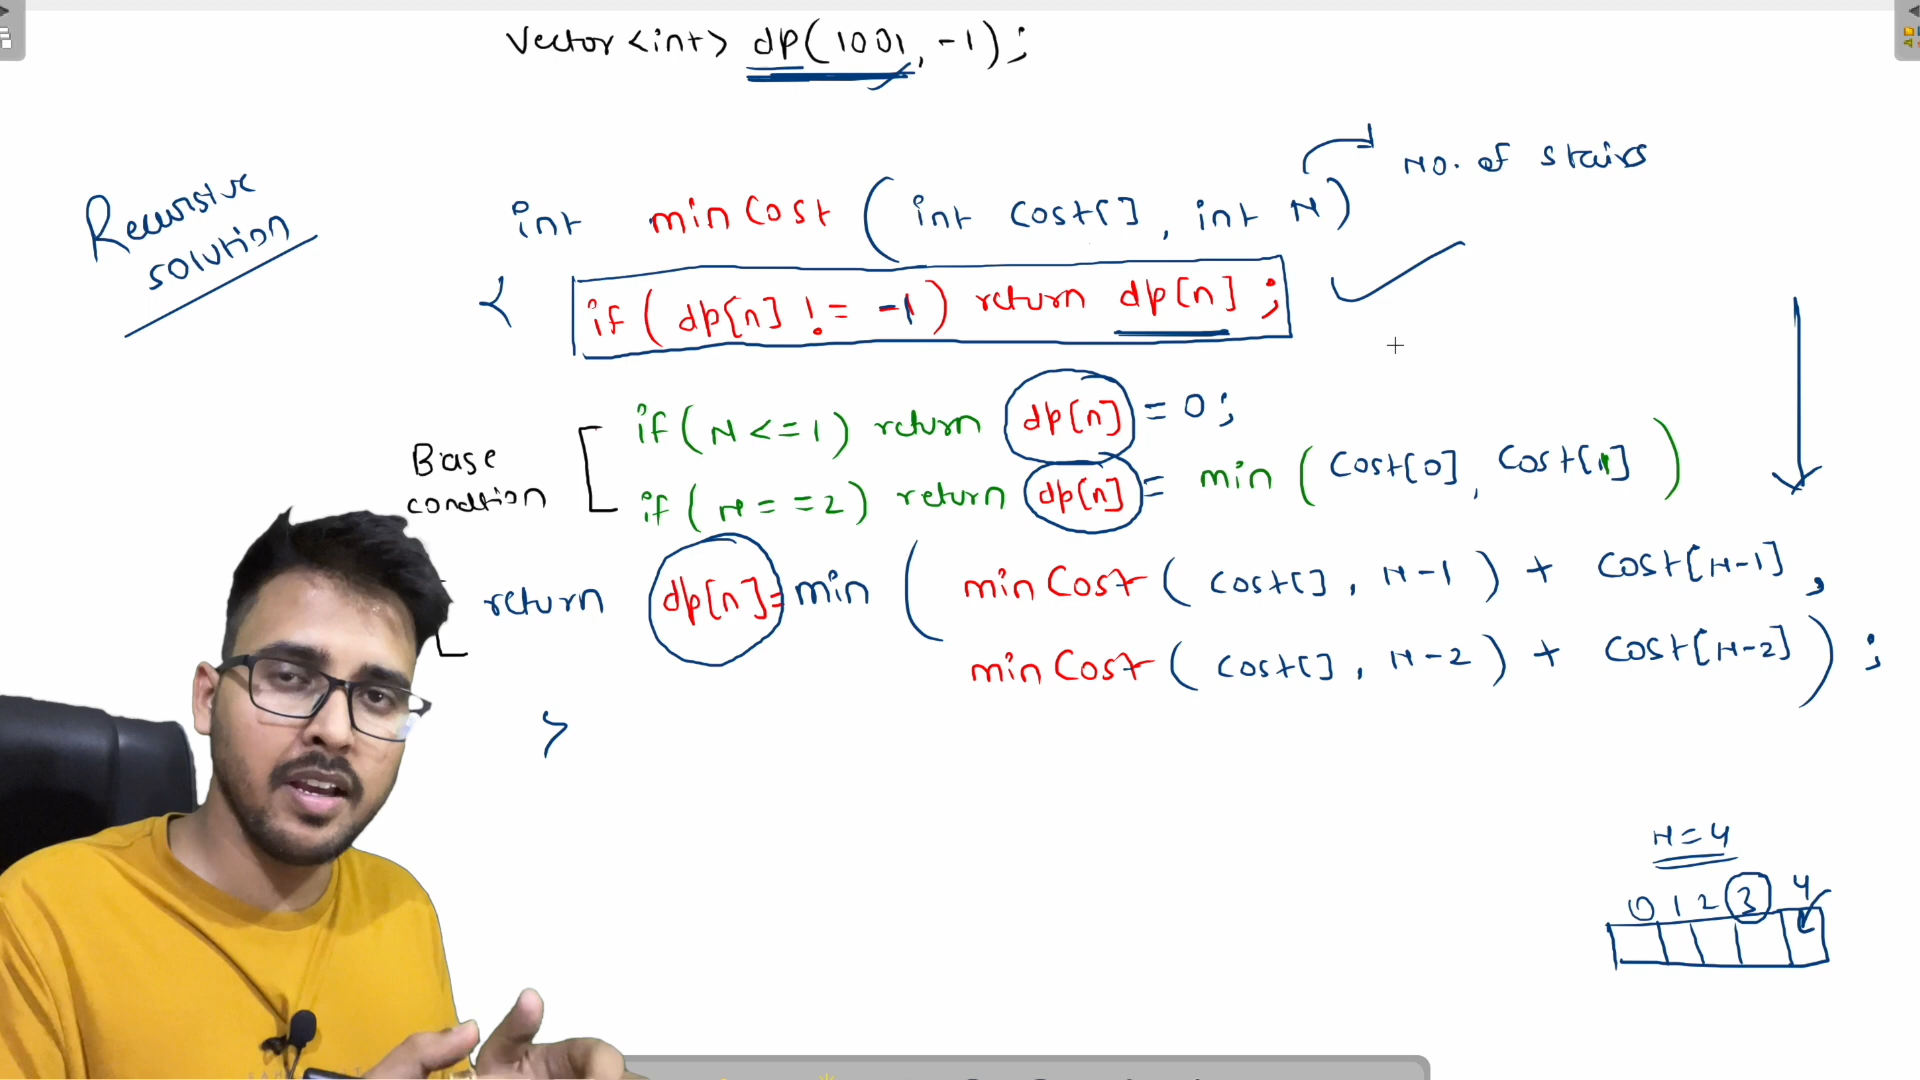 Vector <int> dp(1001, -1);
No. of stairs
Recursive
solution
int minCost (int Cost[], int N)
{ if ( dp[n] != -1 ) return dp[n] ;
Base
condition
if ( N <= 1 ) return dp[n] = 0 ;
if ( N == 2 ) return dp[n] = min ( Cost[0], Cost[1] )
return dp[n] = min ( minCost ( cost[], N-1 ) + cost[N-1] ,
minCost ( cost[], N-2 ) + cost[N-2] ) ;
}
N = 4
0 1 2 3 4